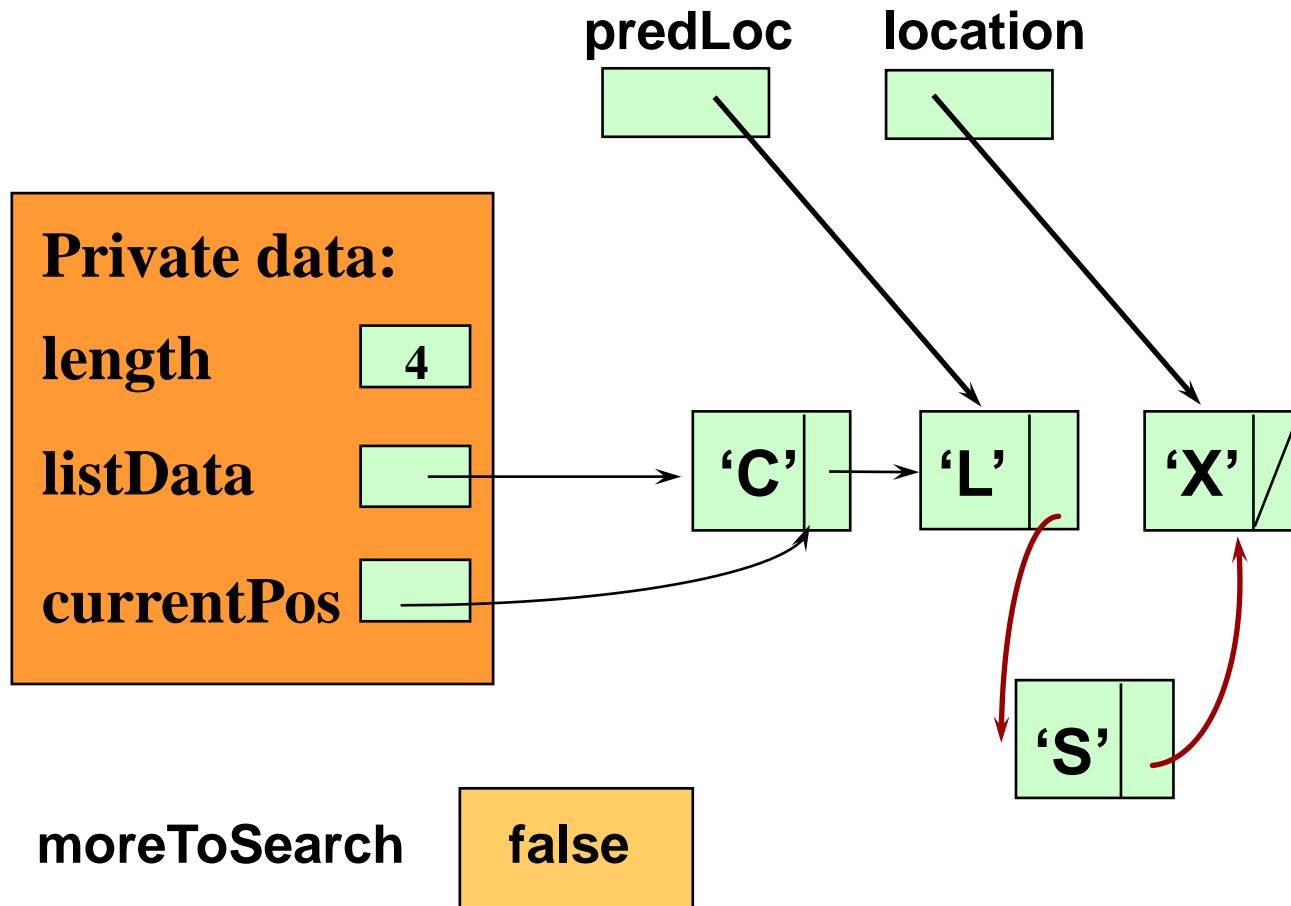 predLoc location
Private data:
length 4
listData
‘C’ ‘L’ ‘X’
currentPos
‘S’
moreToSearch false